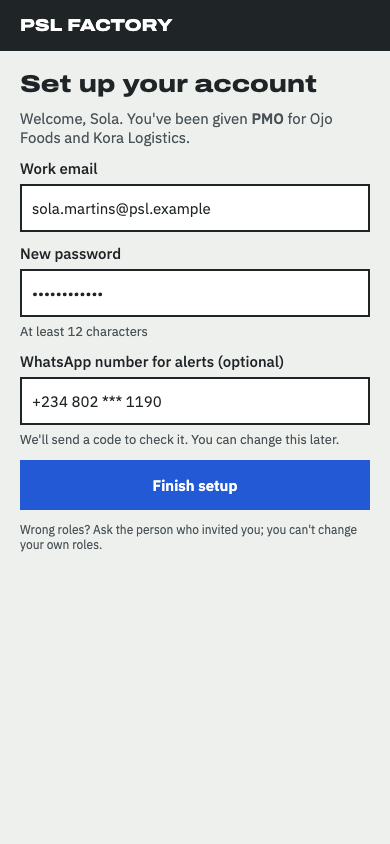 PSL FACTORY
Set up your account
Welcome, Sola. You've been given PMO for Ojo
Foods and Kora Logistics.
Work email
sola.martins@psl.example
New password
••••••••••••
At least 12 characters
WhatsApp number for alerts (optional)
+234 802 *** 1190
We'll send a code to check it. You can change this later.
Finish setup
Wrong roles? Ask the person who invited you; you can't change
your own roles.